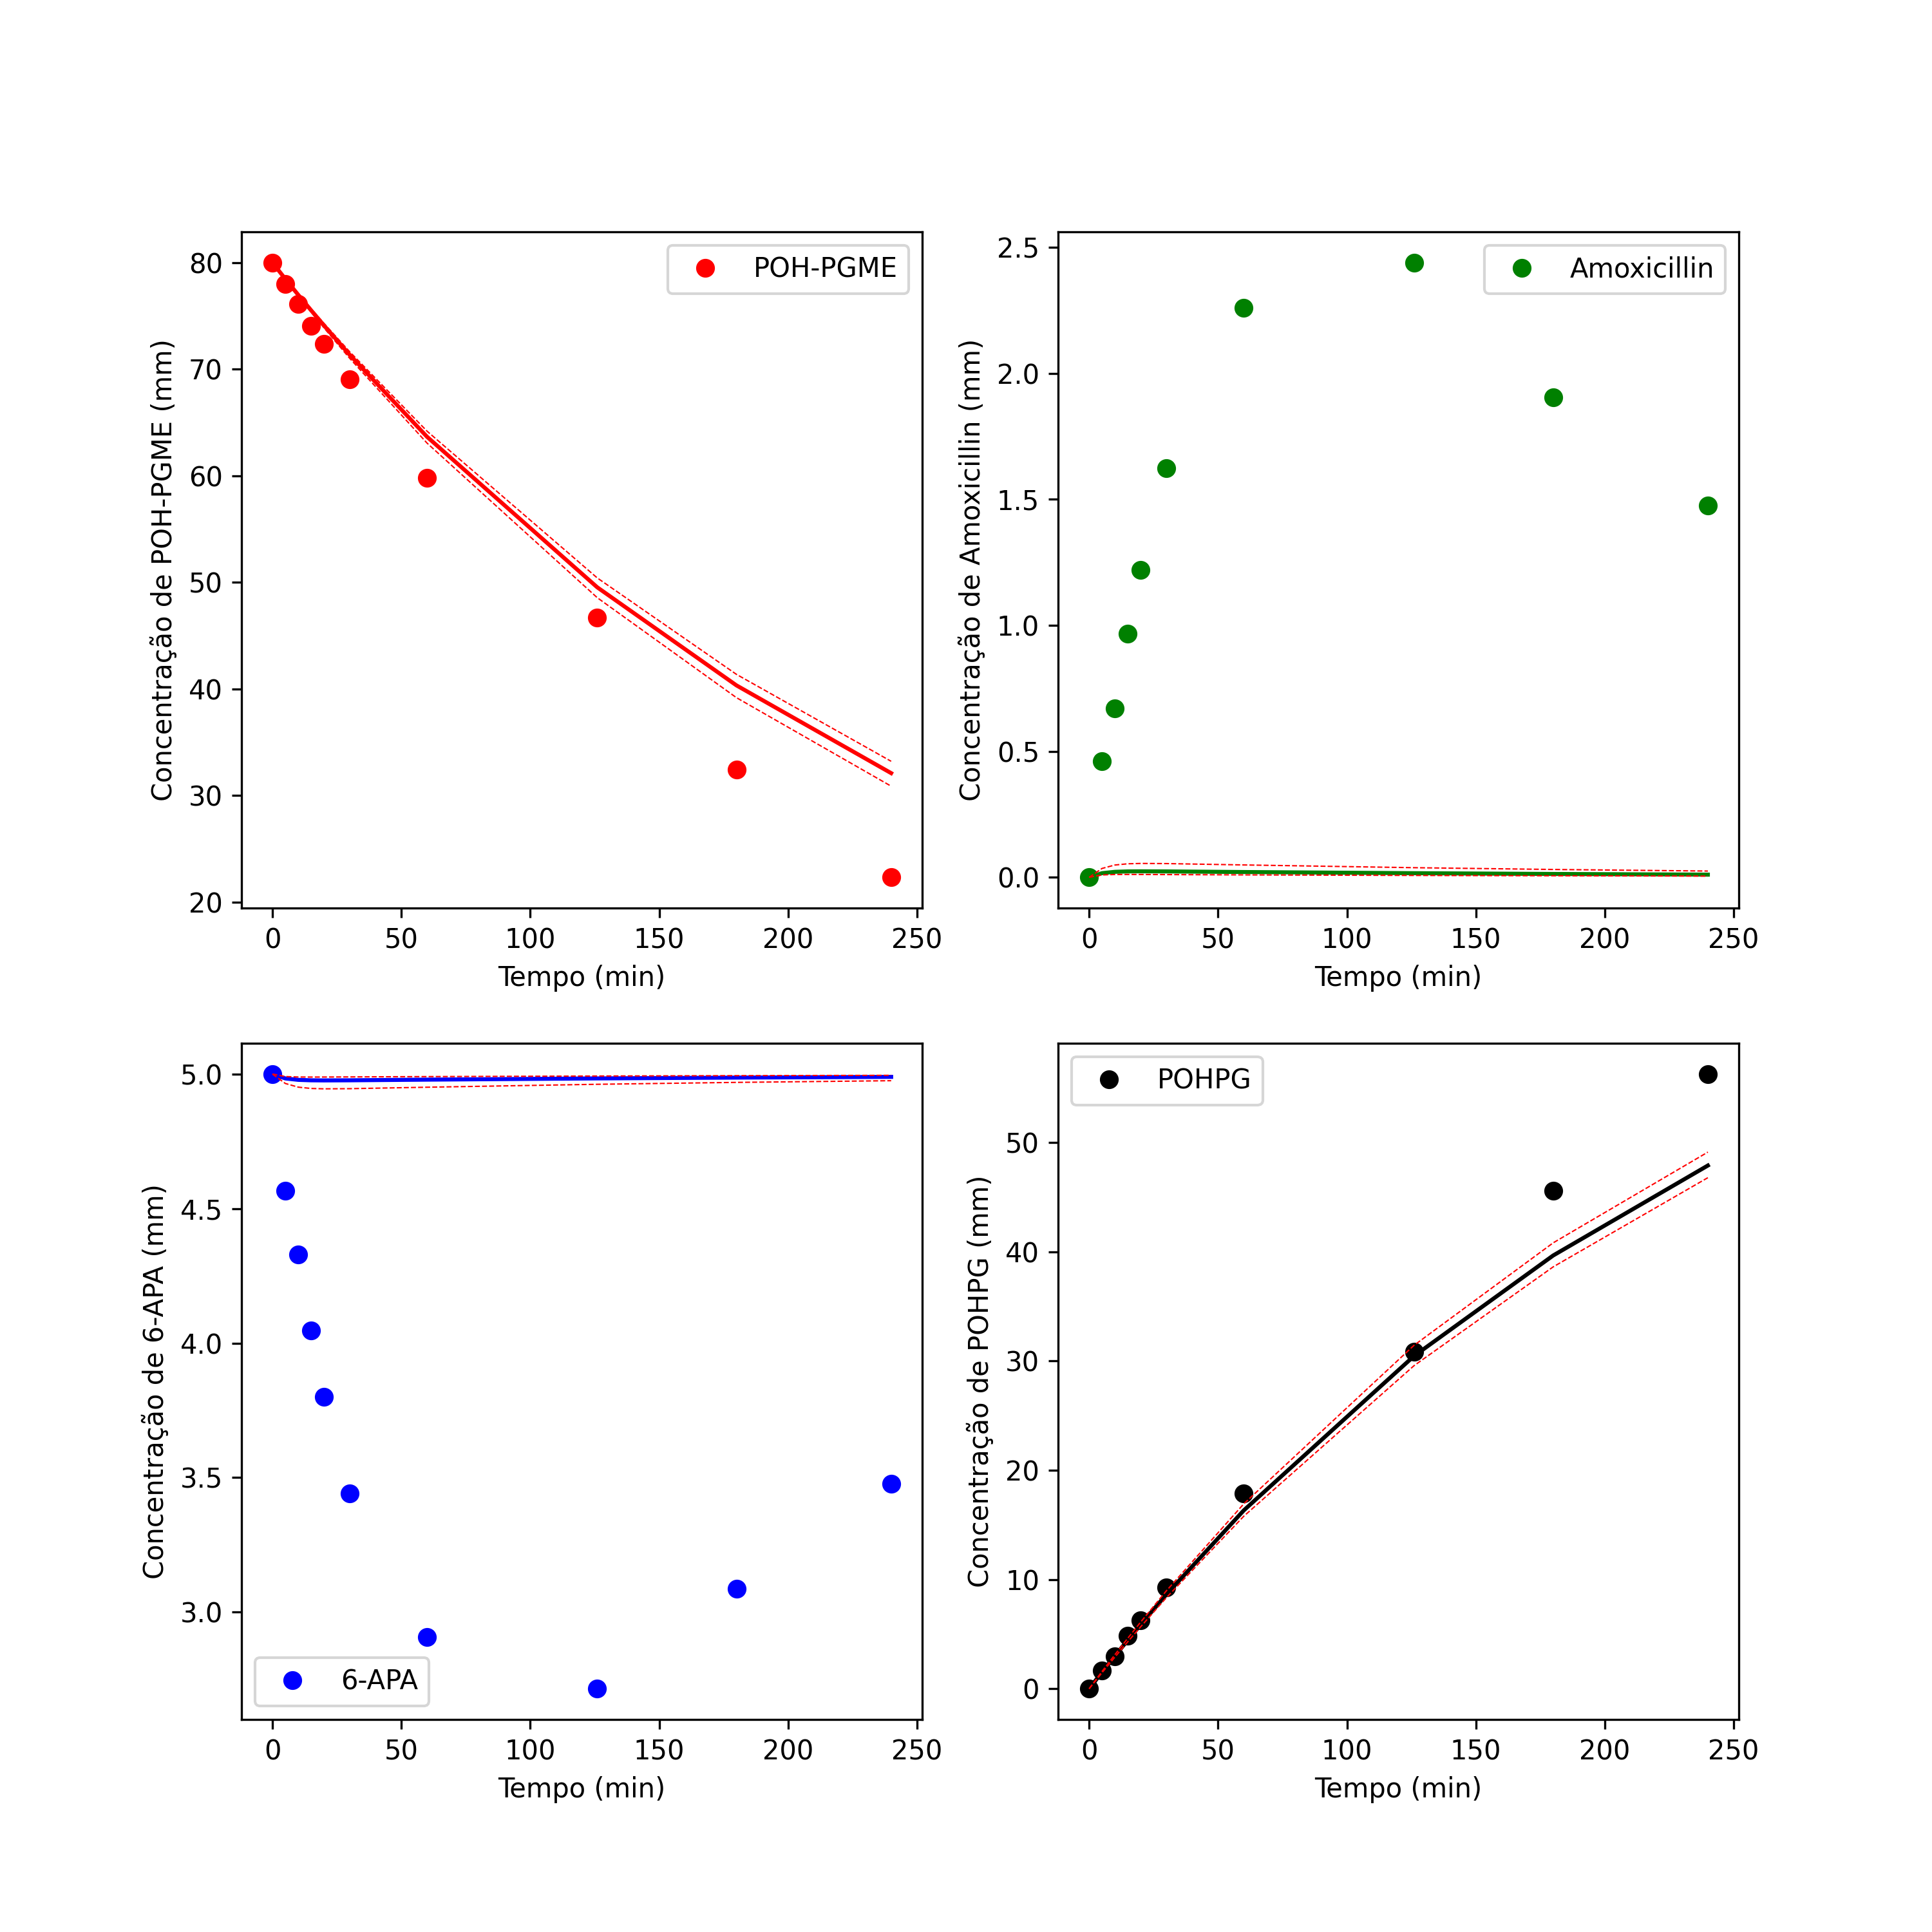 Concentração de POH-PGME (mm)
80
70
60
50
40
30
20
POH-PGME
0 50 100 150 200 250
Tempo (min)
Concentração de Amoxicillin (mm)
2.5
2.0
1.5
1.0
0.5
0.0
Amoxicillin
0 50 100 150 200 250
Tempo (min)
Concentração de 6-APA (mm)
5.0
4.5
4.0
3.5
3.0
6-APA
0 50 100 150 200 250
Tempo (min)
Concentração de POHPG (mm)
50
40
30
20
10
0
POHPG
0 50 100 150 200 250
Tempo (min)